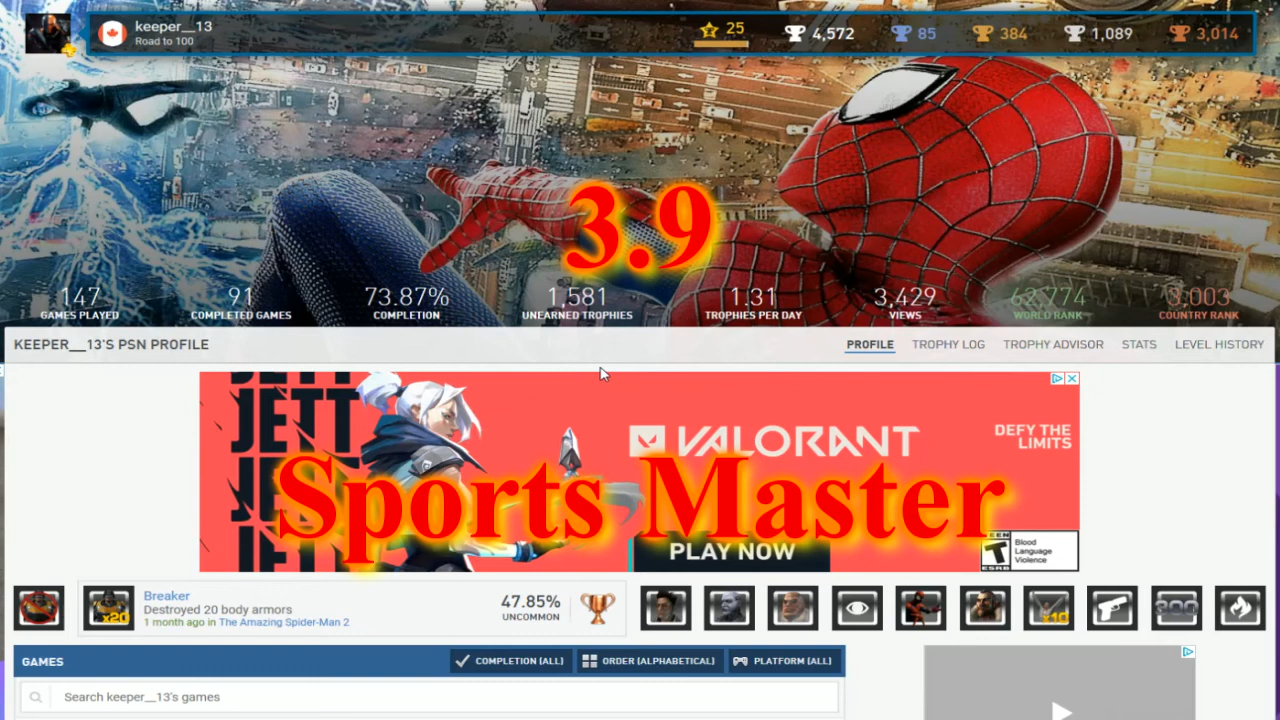 keeper__13
Road to 100
25
4,572
85
384
1,089
3,014
3.9
147
GAMES PLAYED
91
COMPLETED GAMES
73.87%
COMPLETION
1,581
UNEARNED TROPHIES
1.31
TROPHIES PER DAY
3,429
VIEWS
62,774
WORLD RANK
3,003
COUNTRY RANK
KEEPER__13'S PSN PROFILE
PROFILE
TROPHY LOG
TROPHY ADVISOR
STATS
LEVEL HISTORY
JETT
VALORANT
DEFY THE
LIMITS
Sports Master
PLAY NOW
T
ESRB
Blood
Language
Violence
x20
Breaker
Destroyed 20 body armors
1 month ago in The Amazing Spider-Man 2
47.85%
UNCOMMON
x10
300
GAMES
COMPLETION (ALL)
ORDER (ALPHABETICAL)
PLATFORM (ALL)
Search keeper__13's games